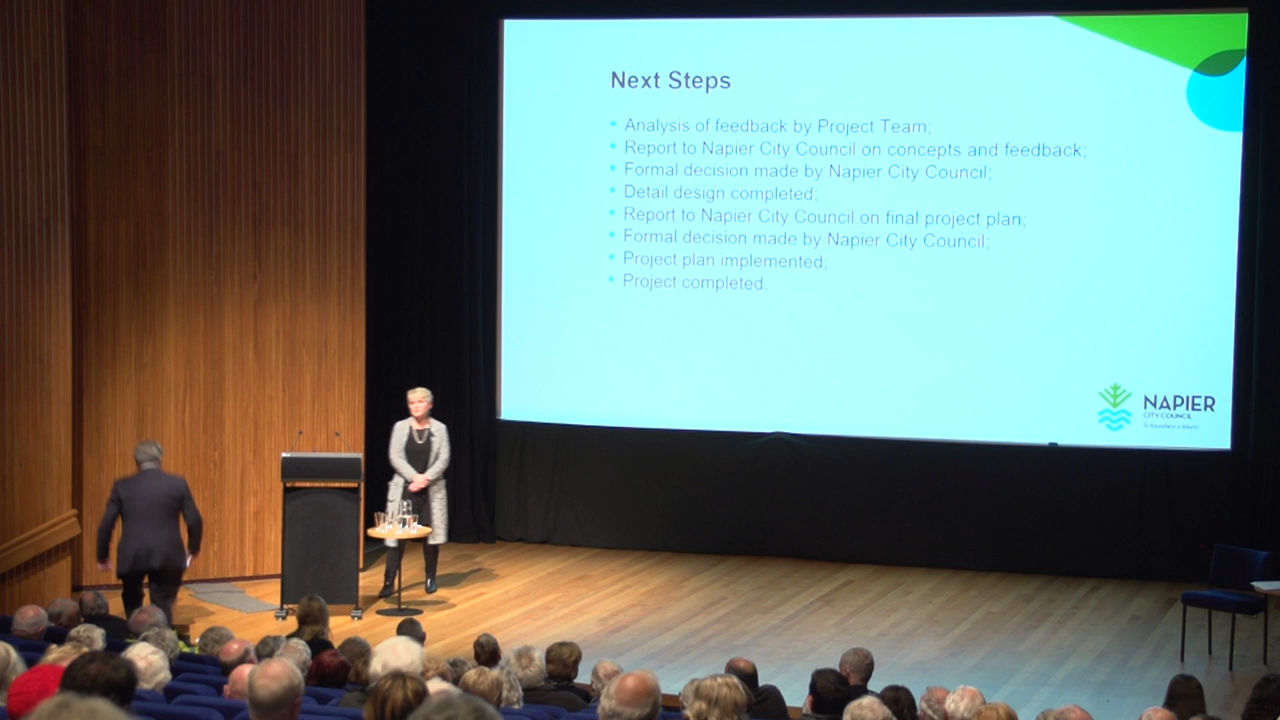 Next Steps
Analysis of feedback by Project Team;
Report to Napier City Council on concepts and feedback;
Formal decision made by Napier City Council;
Detail design completed;
Report to Napier City Council on final project plan;
Formal decision made by Napier City Council;
Project plan implemented;
Project completed.
NAPIER
CITY COUNCIL